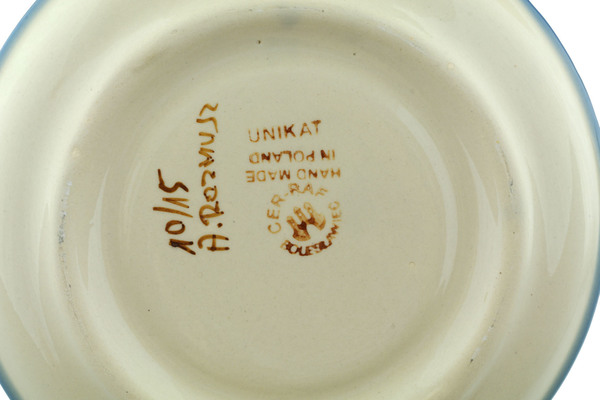 UNIKAT
HAND MADE
IN POLAND
CER-RAF
BOLESŁAWIEC
10/15